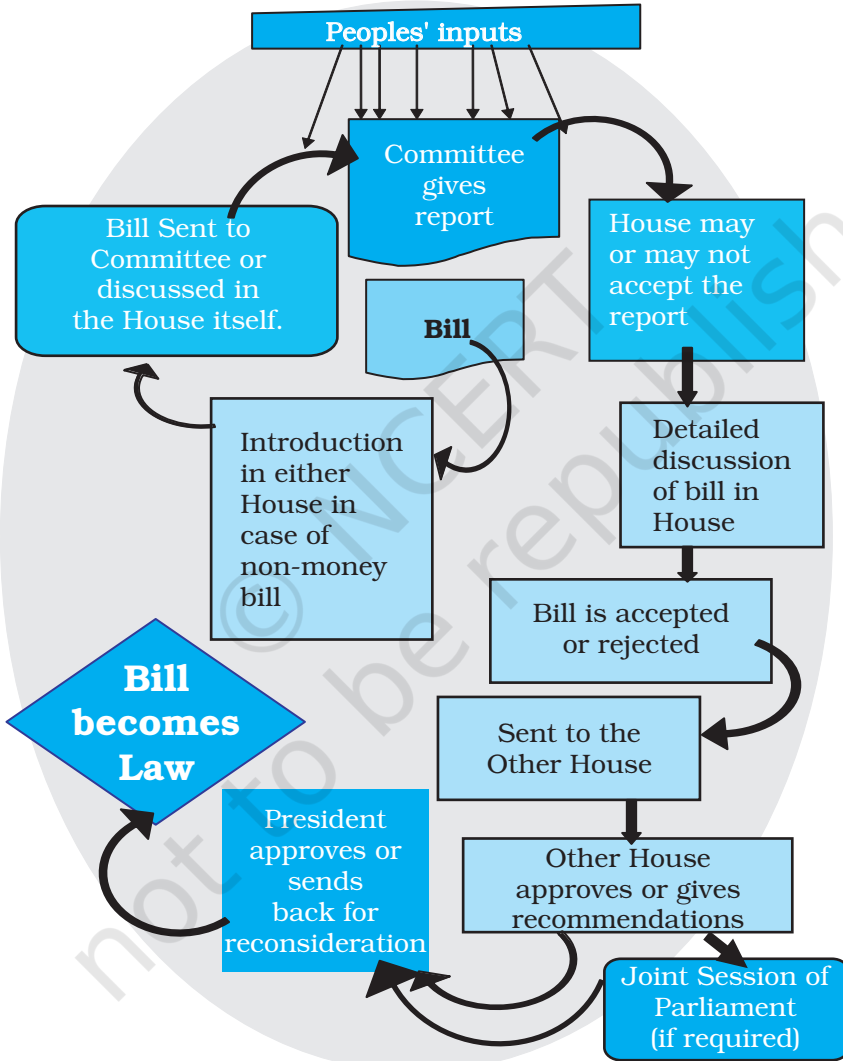 Peoples' inputs
Committee
gives
report
Bill Sent to
Committee or
discussed in
the House itself.
House may
or may not
accept the
report
Bill
Introduction
in either
House in
case of
non-money
bill
Detailed
discussion
of bill in
House
Bill is accepted
or rejected
Sent to the
Other House
Other House
approves or gives
recommendations
Joint Session of
Parliament
(if required)
President
approves or
sends
back for
reconsideration
Bill
becomes
Law
© NCERT
not to be republish